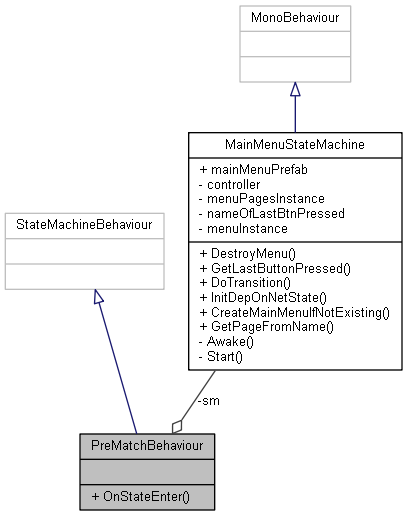 MonoBehaviour
MainMenuStateMachine
+ mainMenuPrefab
- controller
- menuPagesInstance
- nameOfLastBtnPressed
- menuInstance
+ DestroyMenu()
+ GetLastButtonPressed()
+ DoTransition()
+ InitDepOnNetState()
+ CreateMainMenuIfNotExisting()
+ GetPageFromName()
- Awake()
- Start()
StateMachineBehaviour
-sm
PreMatchBehaviour
+ OnStateEnter()